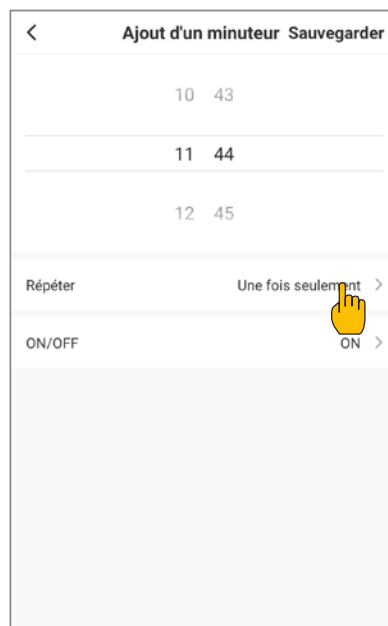 Ajout d'un minuteur Sauvegarder
10 43
11 44
12 45
Répéter Une fois seulement
ON/OFF ON